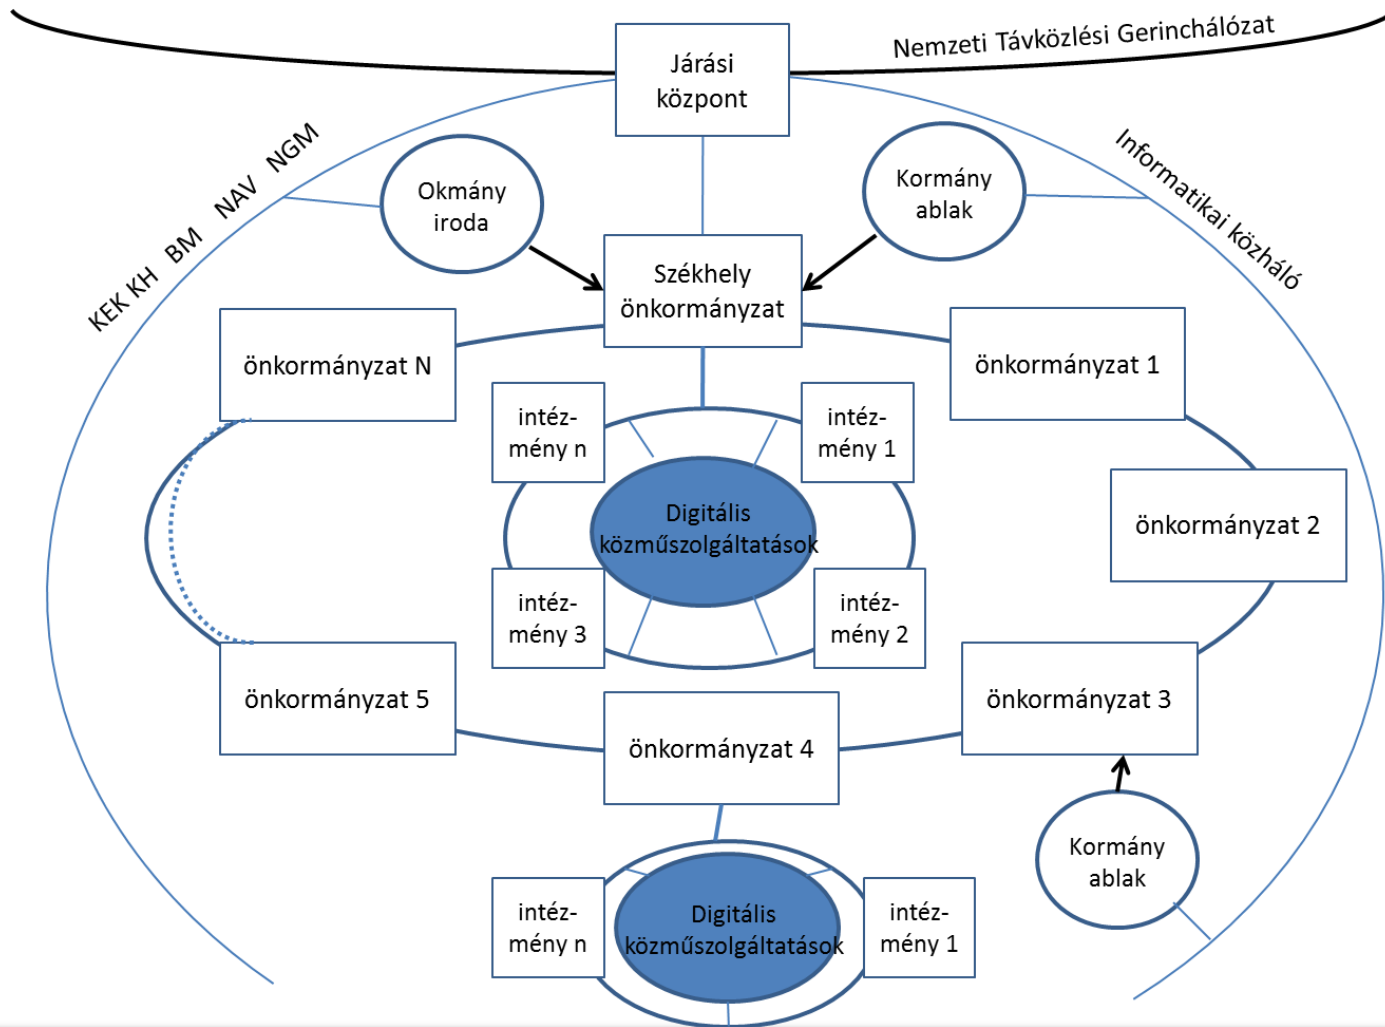 Nemzeti Távközlési Gerinchálózat
Járási
központ
KEK KH BM NAV NGM
Informatikai közháló
Okmány
iroda
Kormány
ablak
Székhely
önkormányzat
önkormányzat N
önkormányzat 1
intéz-
mény n
intéz-
mény 1
Digitális
közműszolgáltatások
önkormányzat 2
intéz-
mény 3
intéz-
mény 2
önkormányzat 5
önkormányzat 4
önkormányzat 3
Kormány
ablak
intéz-
mény n
Digitális
közműszolgáltatások
intéz-
mény 1